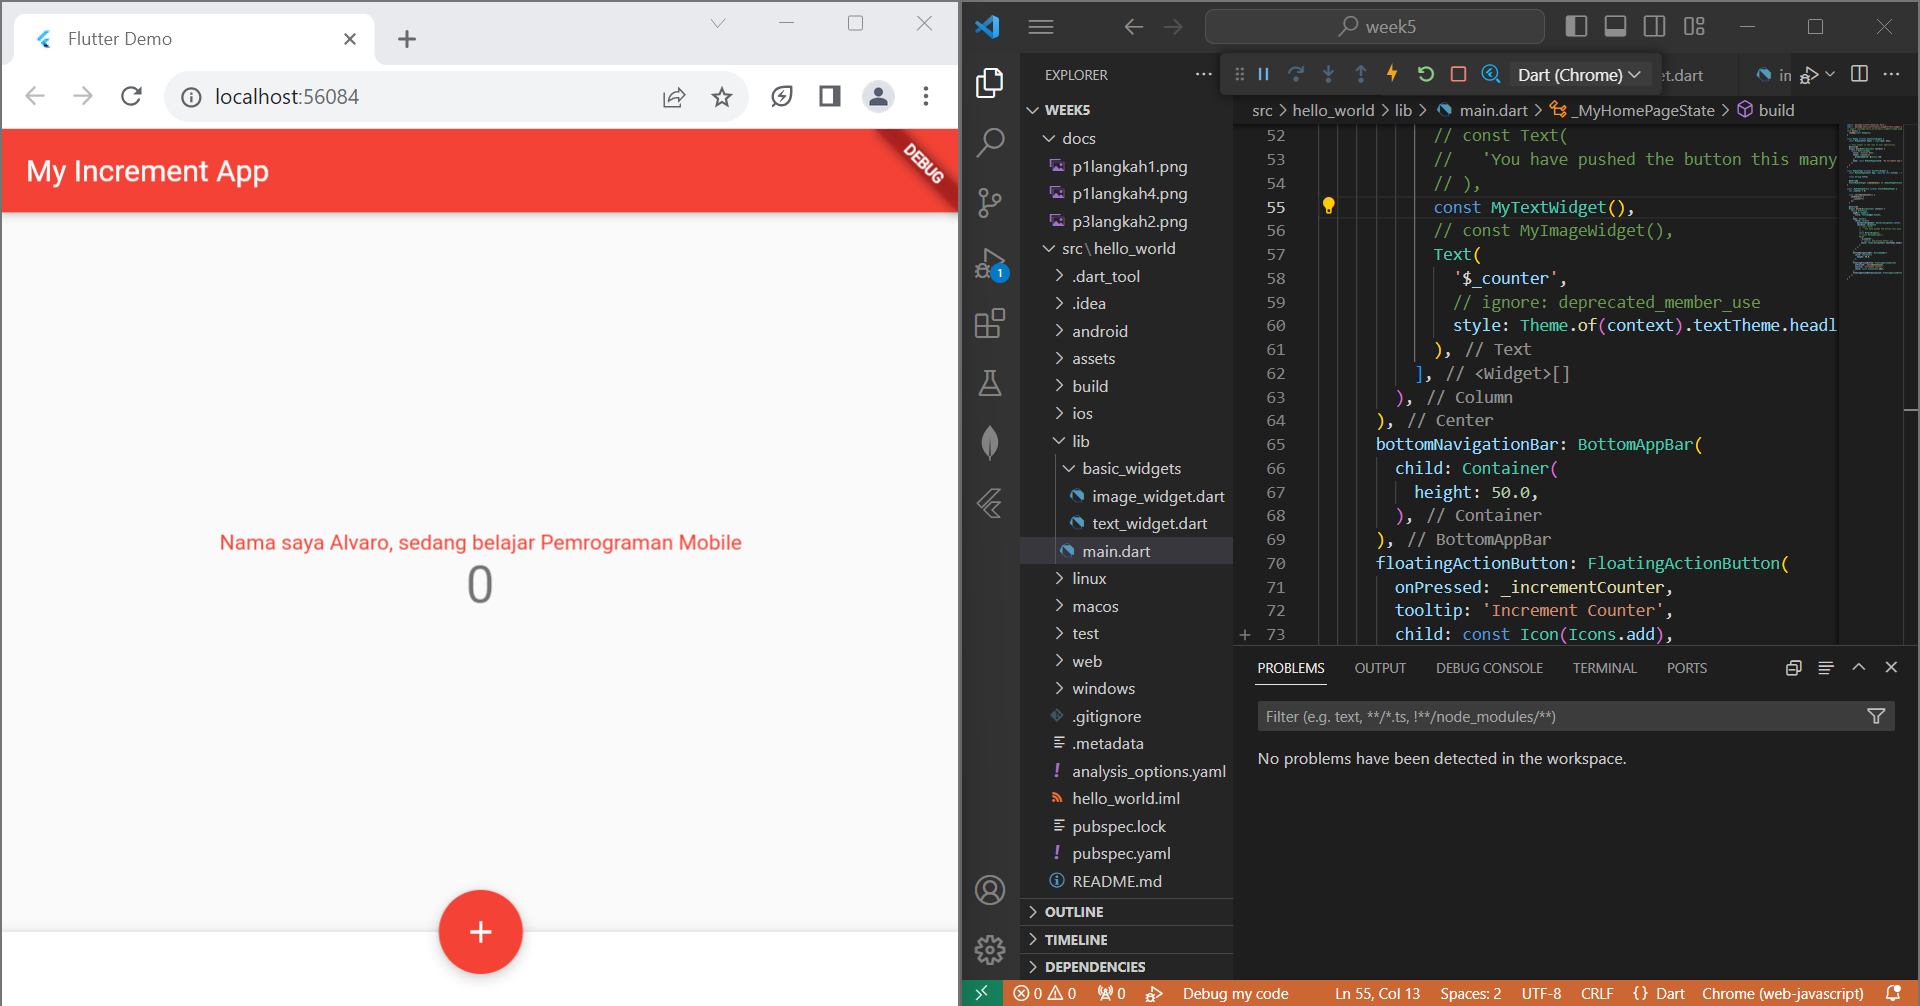 Flutter Demo
localhost:56084
My Increment App
DEBUG
Nama saya Alvaro, sedang belajar Pemrograman Mobile
0
week5
EXPLORER
WEEK5
docs
p1langkah1.png
p1langkah4.png
p3langkah2.png
src\hello_world
.dart_tool
.idea
android
assets
build
ios
lib
basic_widgets
image_widget.dart
text_widget.dart
main.dart
linux
macos
test
web
windows
.gitignore
.metadata
analysis_options.yaml
hello_world.iml
pubspec.lock
pubspec.yaml
README.md
OUTLINE
TIMELINE
DEPENDENCIES
1
Dart (Chrome)
et.dart
in
src > hello_world > lib > main.dart > _MyHomePageState > build
52 // const Text(
53 //   'You have pushed the button this many
54 // ),
55 const MyTextWidget(),
56 // const MyImageWidget(),
57 Text(
58 '$_counter',
59 // ignore: deprecated_member_use
60 style: Theme.of(context).textTheme.headl
61 ), // Text
62 ], // <Widget>[]
63 ), // Column
64 ), // Center
65 bottomNavigationBar: BottomAppBar(
66 child: Container(
67 height: 50.0,
68 ), // Container
69 ), // BottomAppBar
70 floatingActionButton: FloatingActionButton(
71 onPressed: _incrementCounter,
72 tooltip: 'Increment Counter',
73 child: const Icon(Icons.add),
PROBLEMS OUTPUT DEBUG CONSOLE TERMINAL PORTS
Filter (e.g. text, **/*.ts, !**/node_modules/**)
No problems have been detected in the workspace.
0 0 0 Debug my code Ln 55, Col 13 Spaces: 2 UTF-8 CRLF {} Dart Chrome (web-javascript)